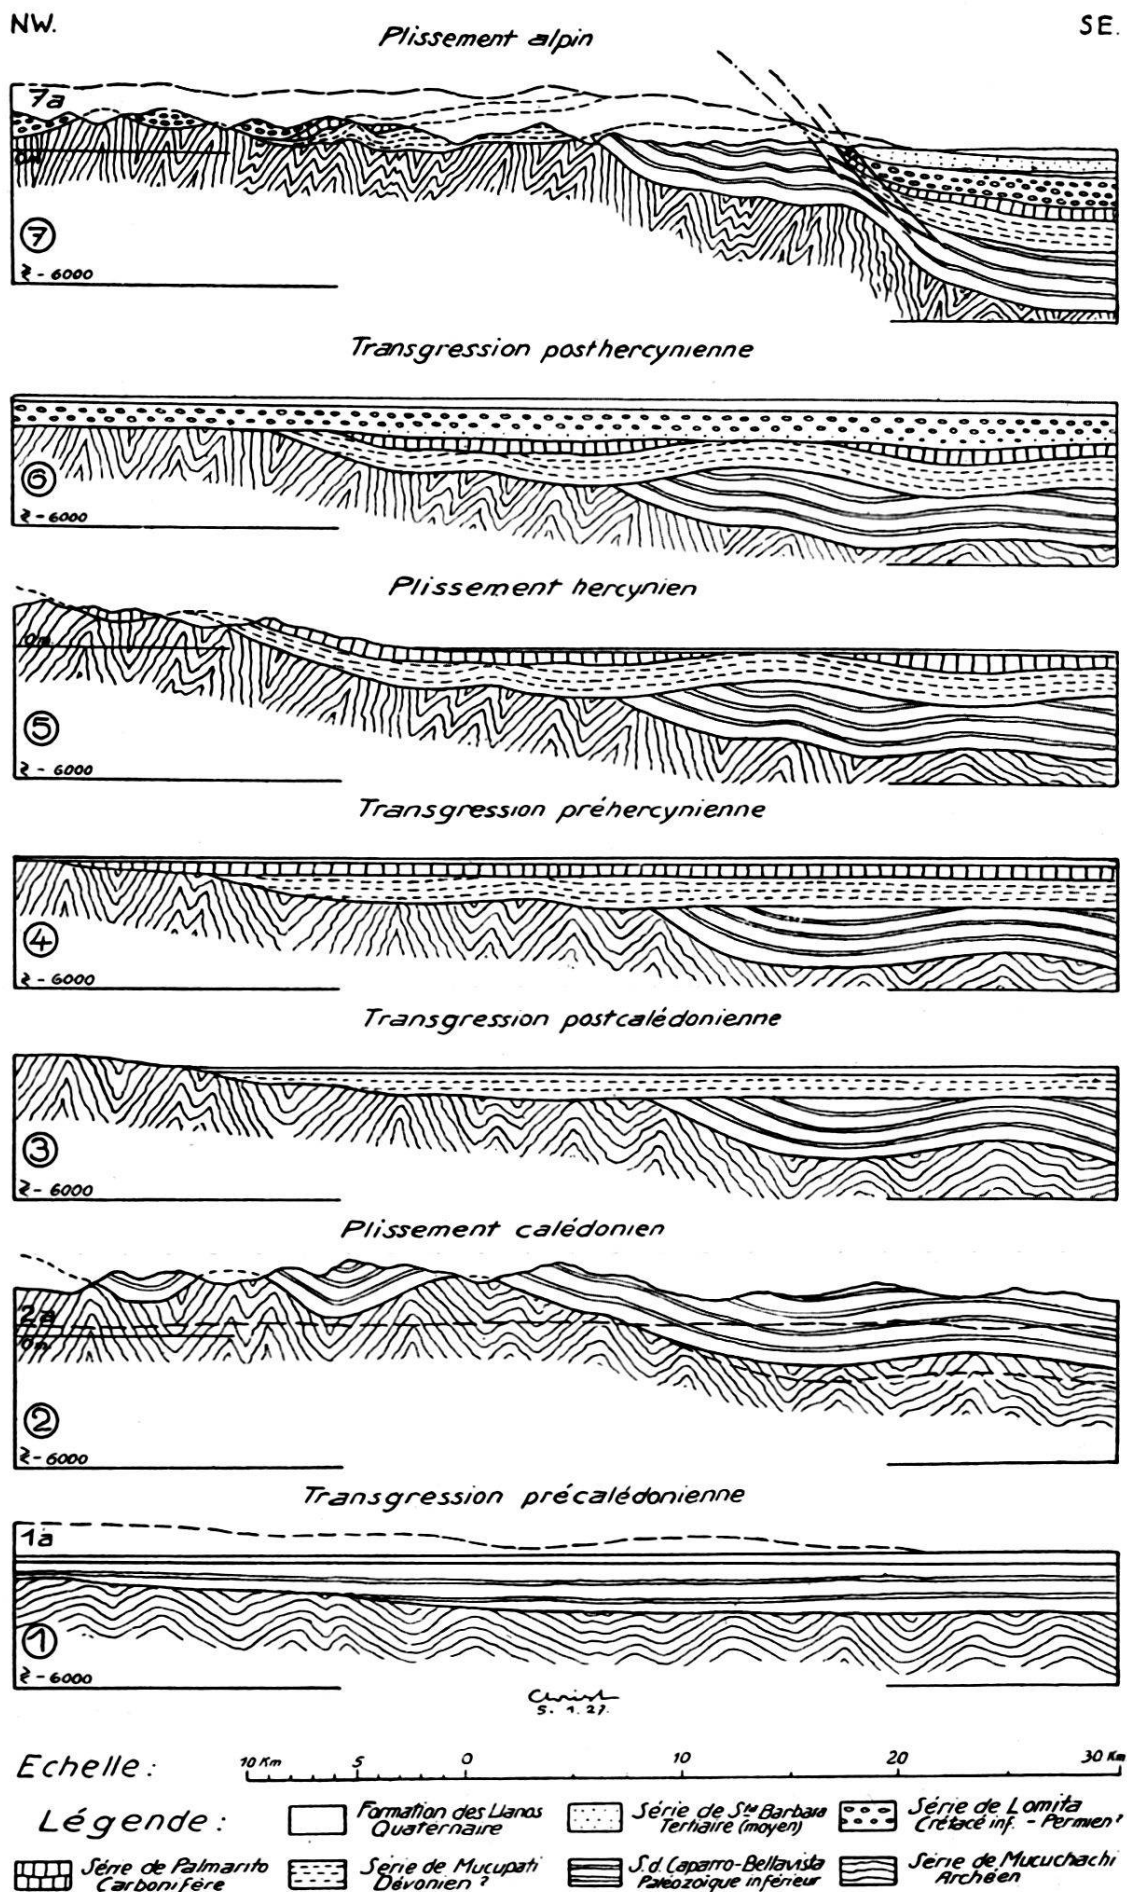 NW.
SE.
Plissement alpin
7a
0m
7
z - 6000
Transgression posthercynienne
6
z - 6000
Plissement hercynien
0m
5
z - 6000
Transgression préhercynienne
4
z - 6000
Transgression postcalédonienne
3
z - 6000
Plissement calédonien
2a
0m
2
z - 6000
Transgression précalédonienne
1a
1
z - 6000
Christ
5. 1. 27.
Echelle : 10 Km 5 0 10 20 30 Km
Légende :
Formation des Llanos
Quaternaire
Série de Sta Barbara
Tertiaire (moyen)
Série de Lomita
Crétacé inf. - Permien ?
Série de Palmarito
Carbonifére
Série de Mucupati
Dévonien ?
S.d. Caparro-Bellavista
Paléozoique inférieur
Série de Mucuchachi
Archéen